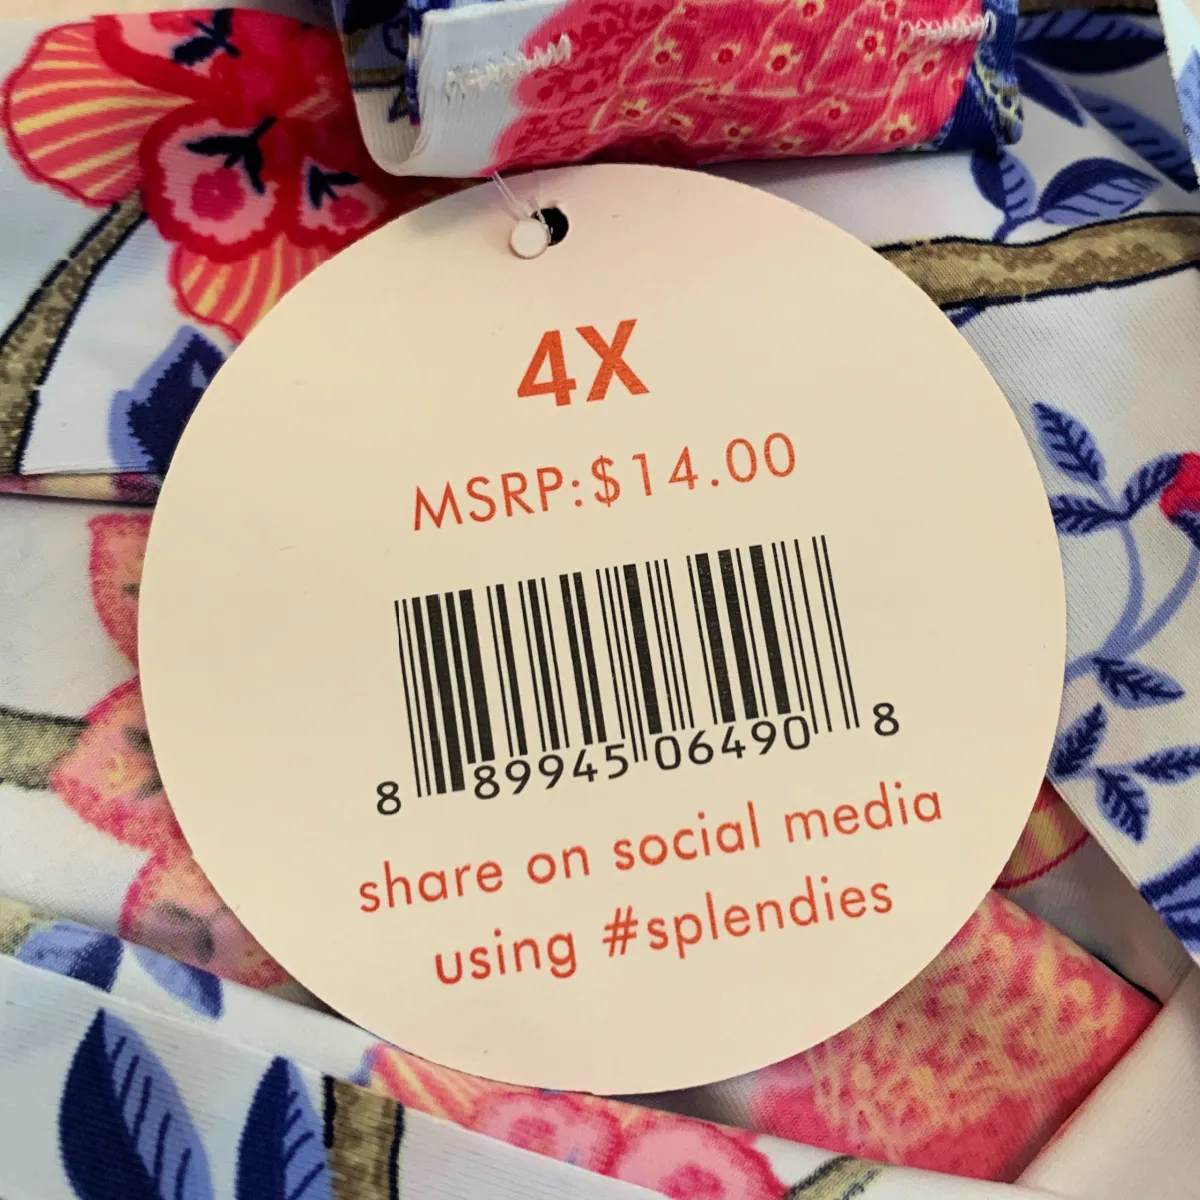 4X
MSRP:$14.00
8 89945 06490 8
share on social media
using #splendies